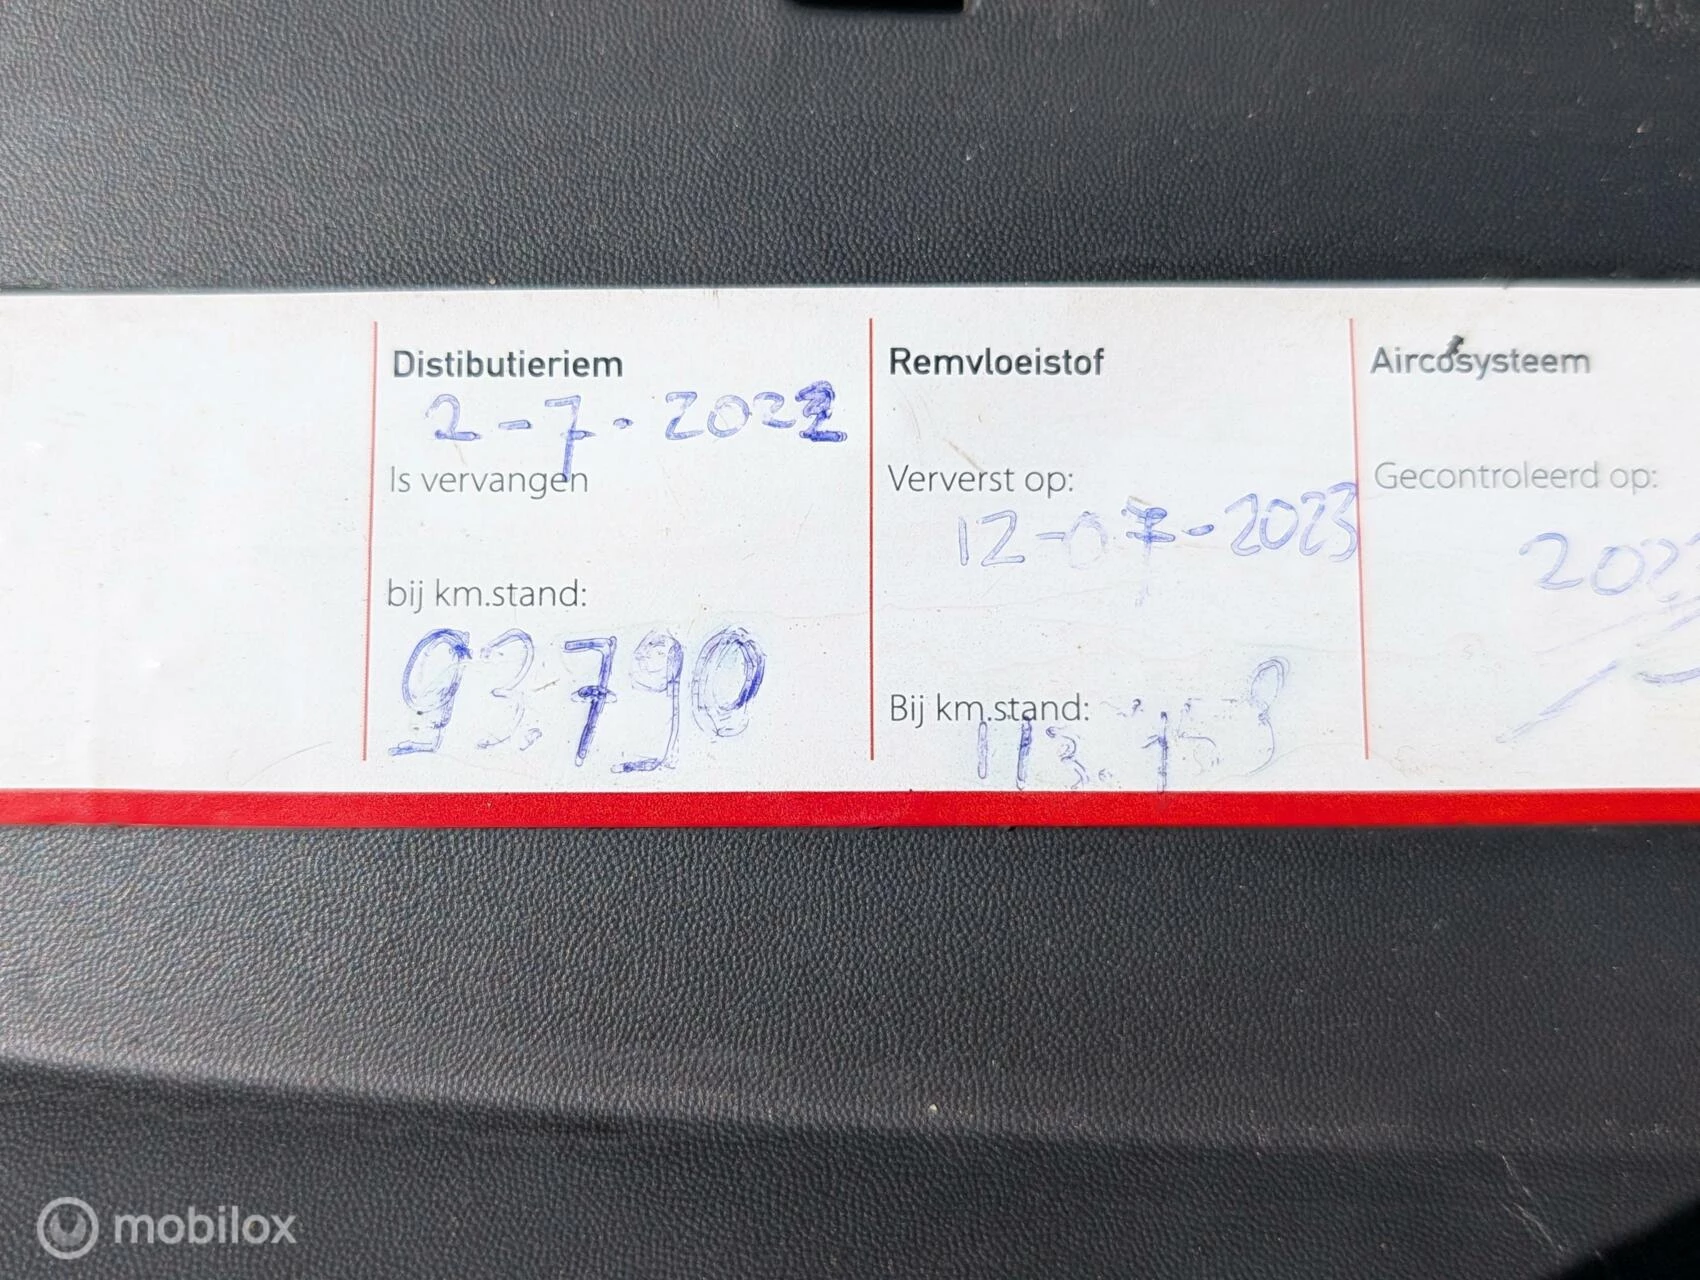 Distibutieriem
2-7-2022
Is vervangen
bij km.stand:
93.790
Remvloeistof
Ververst op:
12-07-2023
Bij km.stand:
Aircosysteem
Gecontroleerd op:
mobilox